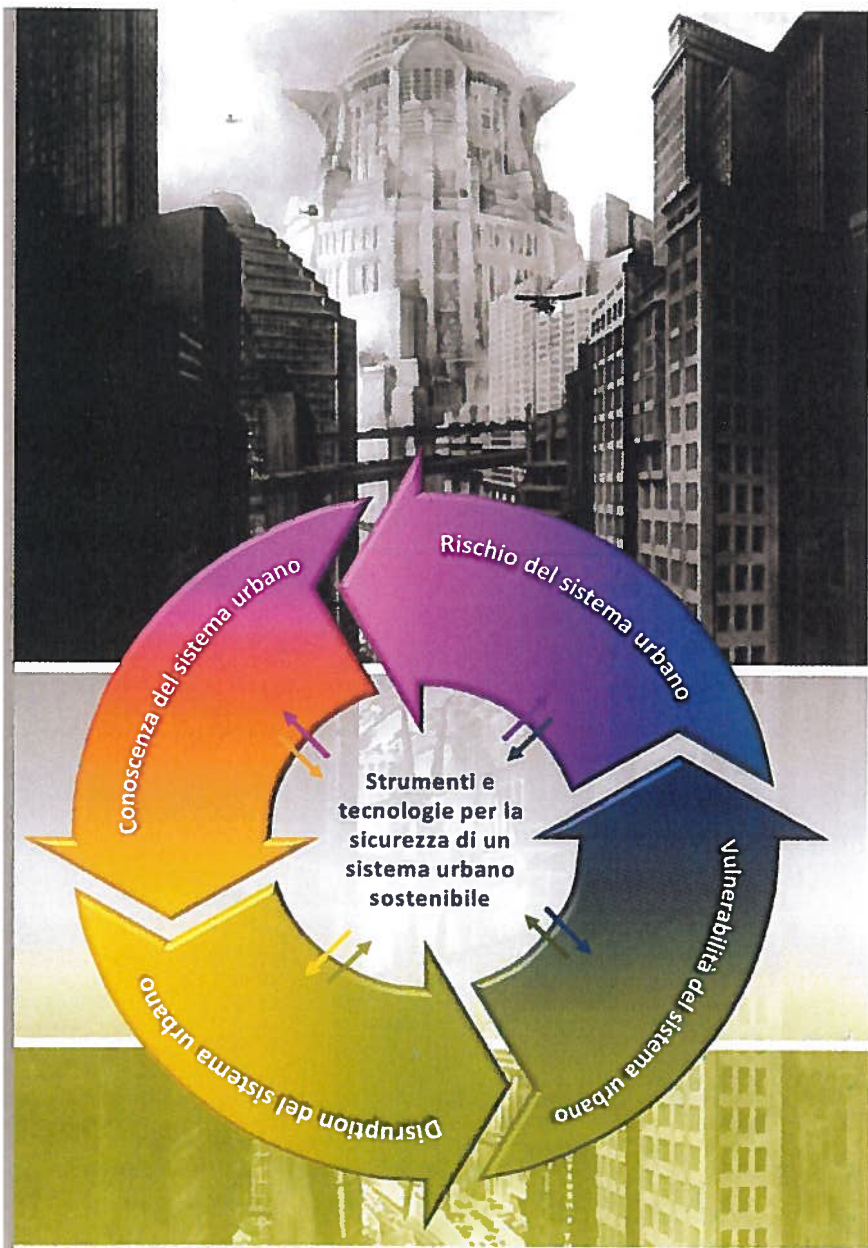 Rischio del sistema urbano
Conoscenza del sistema urbano
Strumenti e
tecnologie per la
sicurezza di un
sistema urbano
sostenibile
Vulnerabilità del sistema urbano
Disruption del sistema urbano